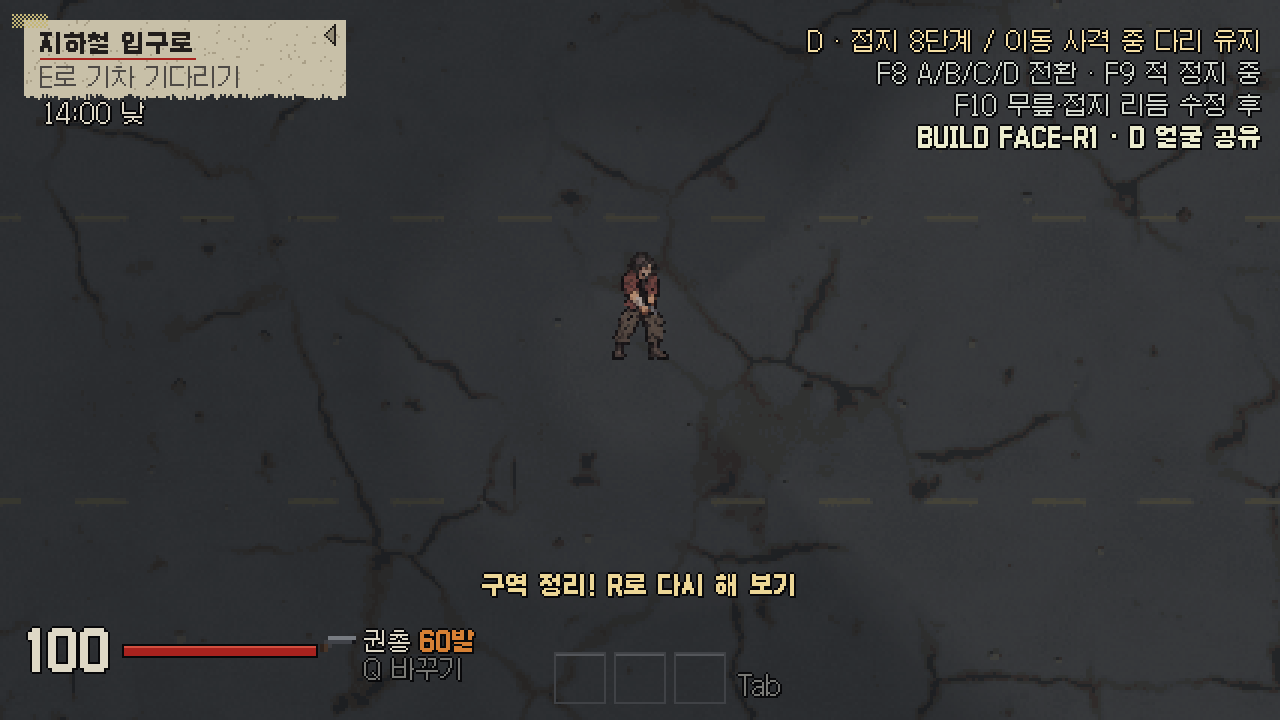 지하철 입구로
E로 기차 기다리기
14:00 낮
D · 접지 8단계 / 이동 사격 중 다리 유지
F8 A/B/C/D 전환 · F9 적 정지 중
F10 무릎·접지 리듬 수정 후
BUILD FACE-R1 · D 얼굴 공유
구역 정리! R로 다시 해 보기
100
권총 60발
Q 바꾸기
Tab